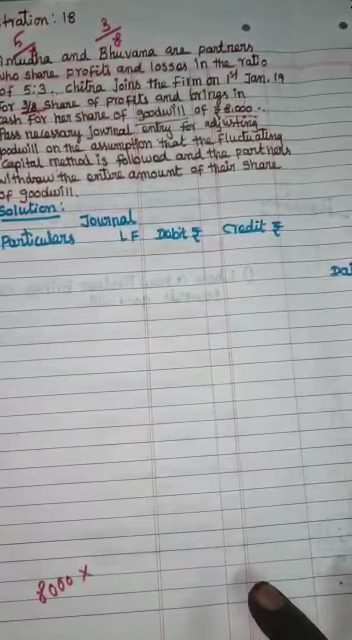 tration: 18
5 3/8
Anirudha and Bhuvana are partners
who share profits and losses in the ratio
of 5:3. Chitra Joins the firm on 1st Jan. 19
for 3/8 share of profits and brings in
cash for her share of goodwill of ₹ 8,000.
Pass necessary Journal entry for adjusting
goodwill on the assumption that the fluctuating
capital method is followed and the partners
withdraw the entire amount of their share
of goodwill.
Solution:
Journal
Particulars LF Dabit ₹ Credit ₹
Dat
8000 x